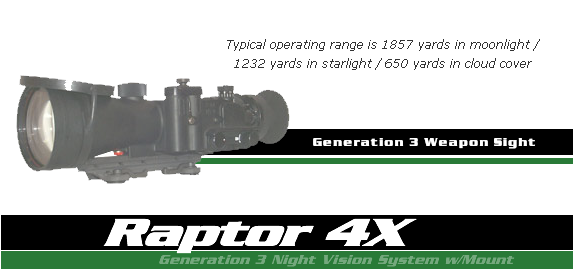 Typical operating range is 1857 yards in moonlight /
1232 yards in starlight / 650 yards in cloud cover
Generation 3 Weapon Sight
Raptor 4X
Generation 3 Night Vision System w/Mount